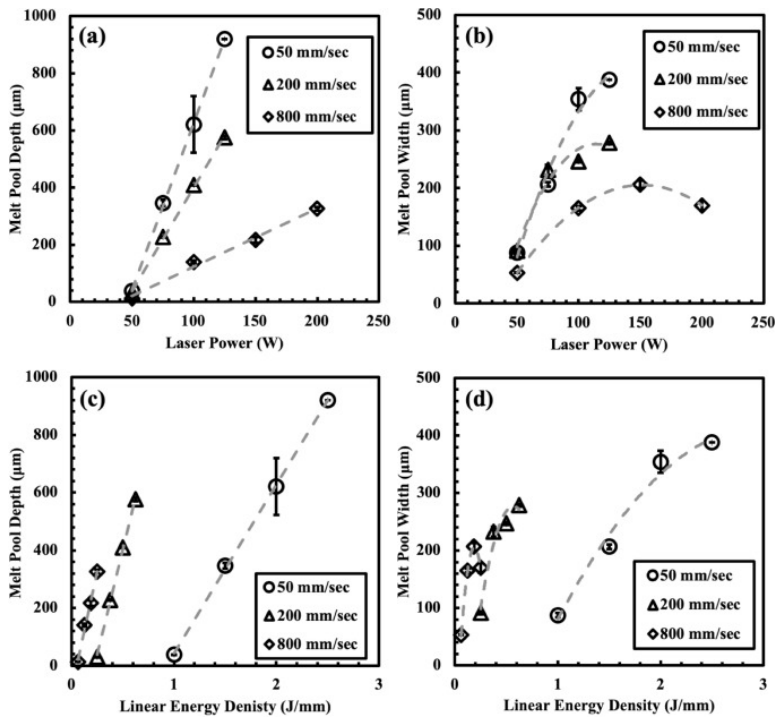 (a)
50 mm/sec
200 mm/sec
800 mm/sec
1000
800
600
400
200
0
Melt Pool Depth (μm)
0 50 100 150 200 250
Laser Power (W)
(b)
50 mm/sec
200 mm/sec
800 mm/sec
500
400
300
200
100
0
Melt Pool Width (μm)
0 50 100 150 200 250
Laser Power (W)
(c)
50 mm/sec
200 mm/sec
800 mm/sec
1000
800
600
400
200
0
Melt Pool Depth (μm)
0 1 2 3
Linear Energy Denisty (J/mm)
(d)
50 mm/sec
200 mm/sec
800 mm/sec
500
400
300
200
100
0
Melt Pool Width (μm)
0 1 2 3
Linear Energy Density (J/mm)